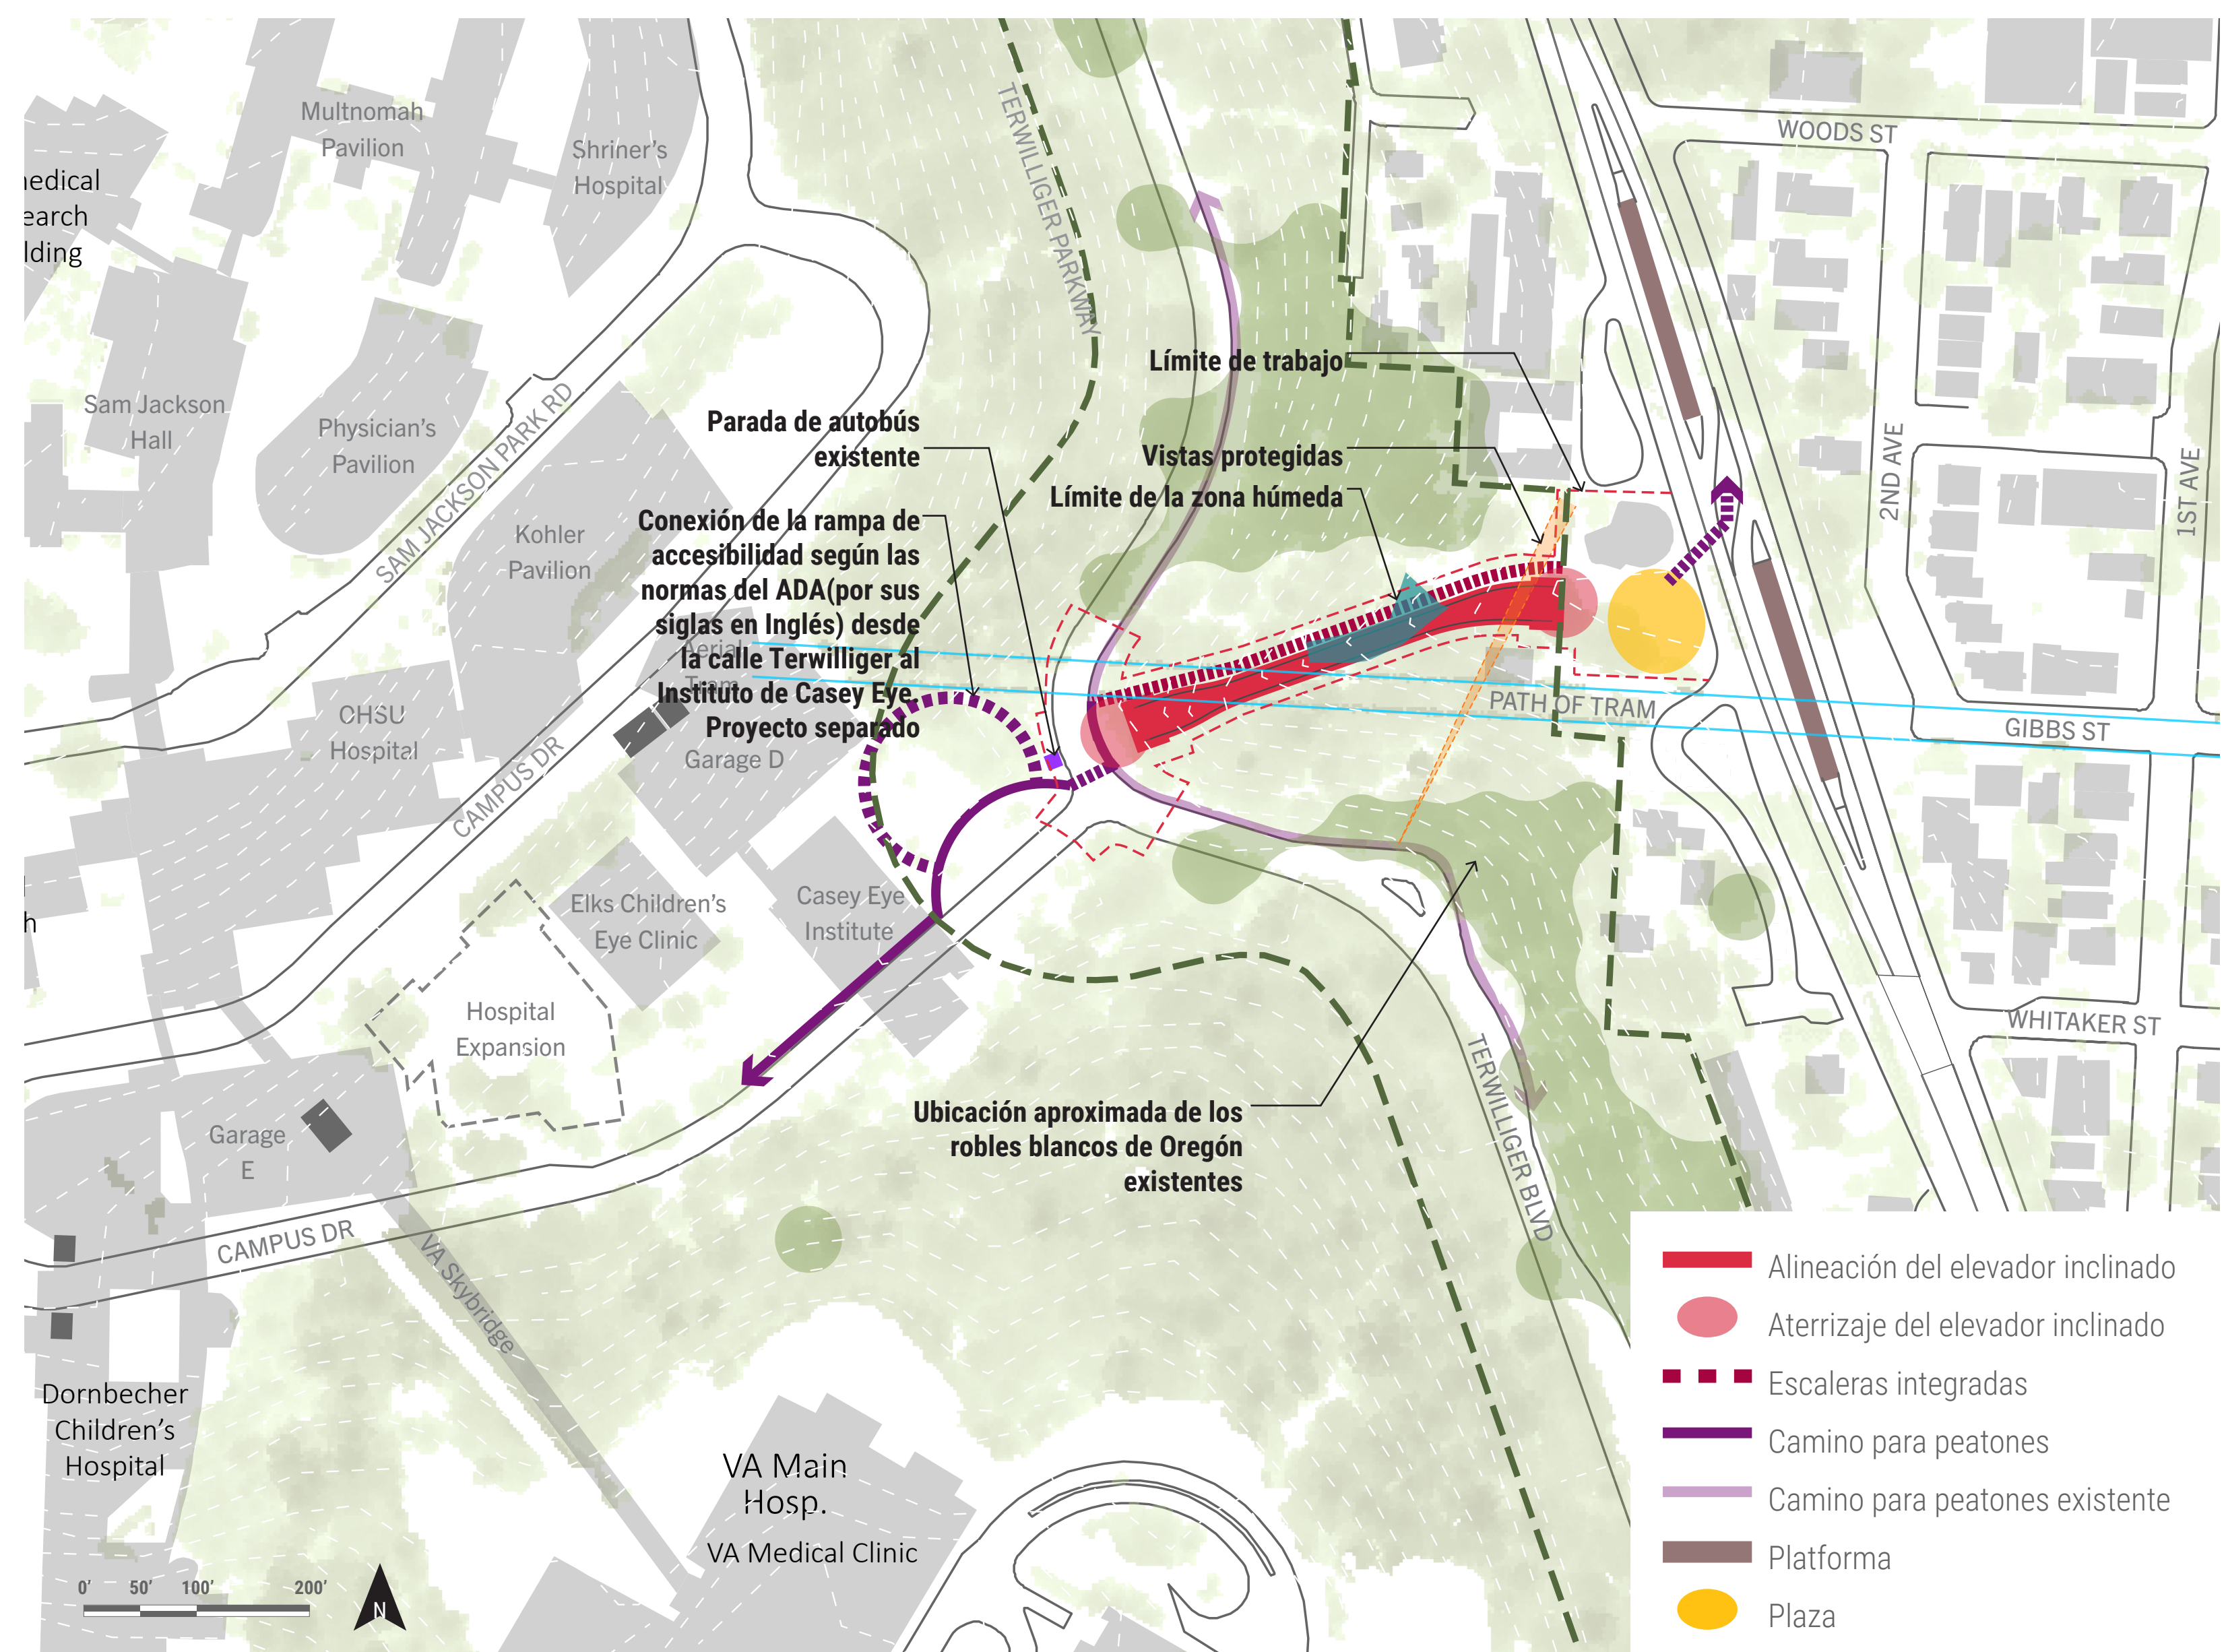 Multnomah
Pavilion
Shriner's
Hospital
TERWILLIGER PARKWAY
WOODS ST
earch
Sam Jackson
Hall
Physician's
Pavilion
SAM JACKSON PARK RD
Kohler
Pavilion
Límite de trabajo
Parada de autobús
existente
Vistas protegidas
Límite de la zona húmeda
2ND AVE
1ST AVE
Conexión de la rampa de
accesibilidad según las
normas del ADA(por sus
siglas en Inglés) desde
la calle Terwilliger al
Instituto de Casey Eye.
Proyecto separado
Aerial
Tram
OHSU
Hospital
Garage D
CAMPUS DR
PATH OF TRAM
GIBBS ST
Elks Children's
Eye Clinic
Casey Eye
Institute
Hospital
Expansion
WHITAKER ST
TERWILLIGER BLVD
Ubicación aproximada de los
robles blancos de Oregón
existentes
Garage
E
CAMPUS DR
VA Skybridge
Dornbecher
Children's
Hospital
VA Main
Hosp.
VA Medical Clinic
0' 50' 100' 200'
N
Alineación del elevador inclinado
Aterrizaje del elevador inclinado
Escaleras integradas
Camino para peatones
Camino para peatones existente
Platforma
Plaza